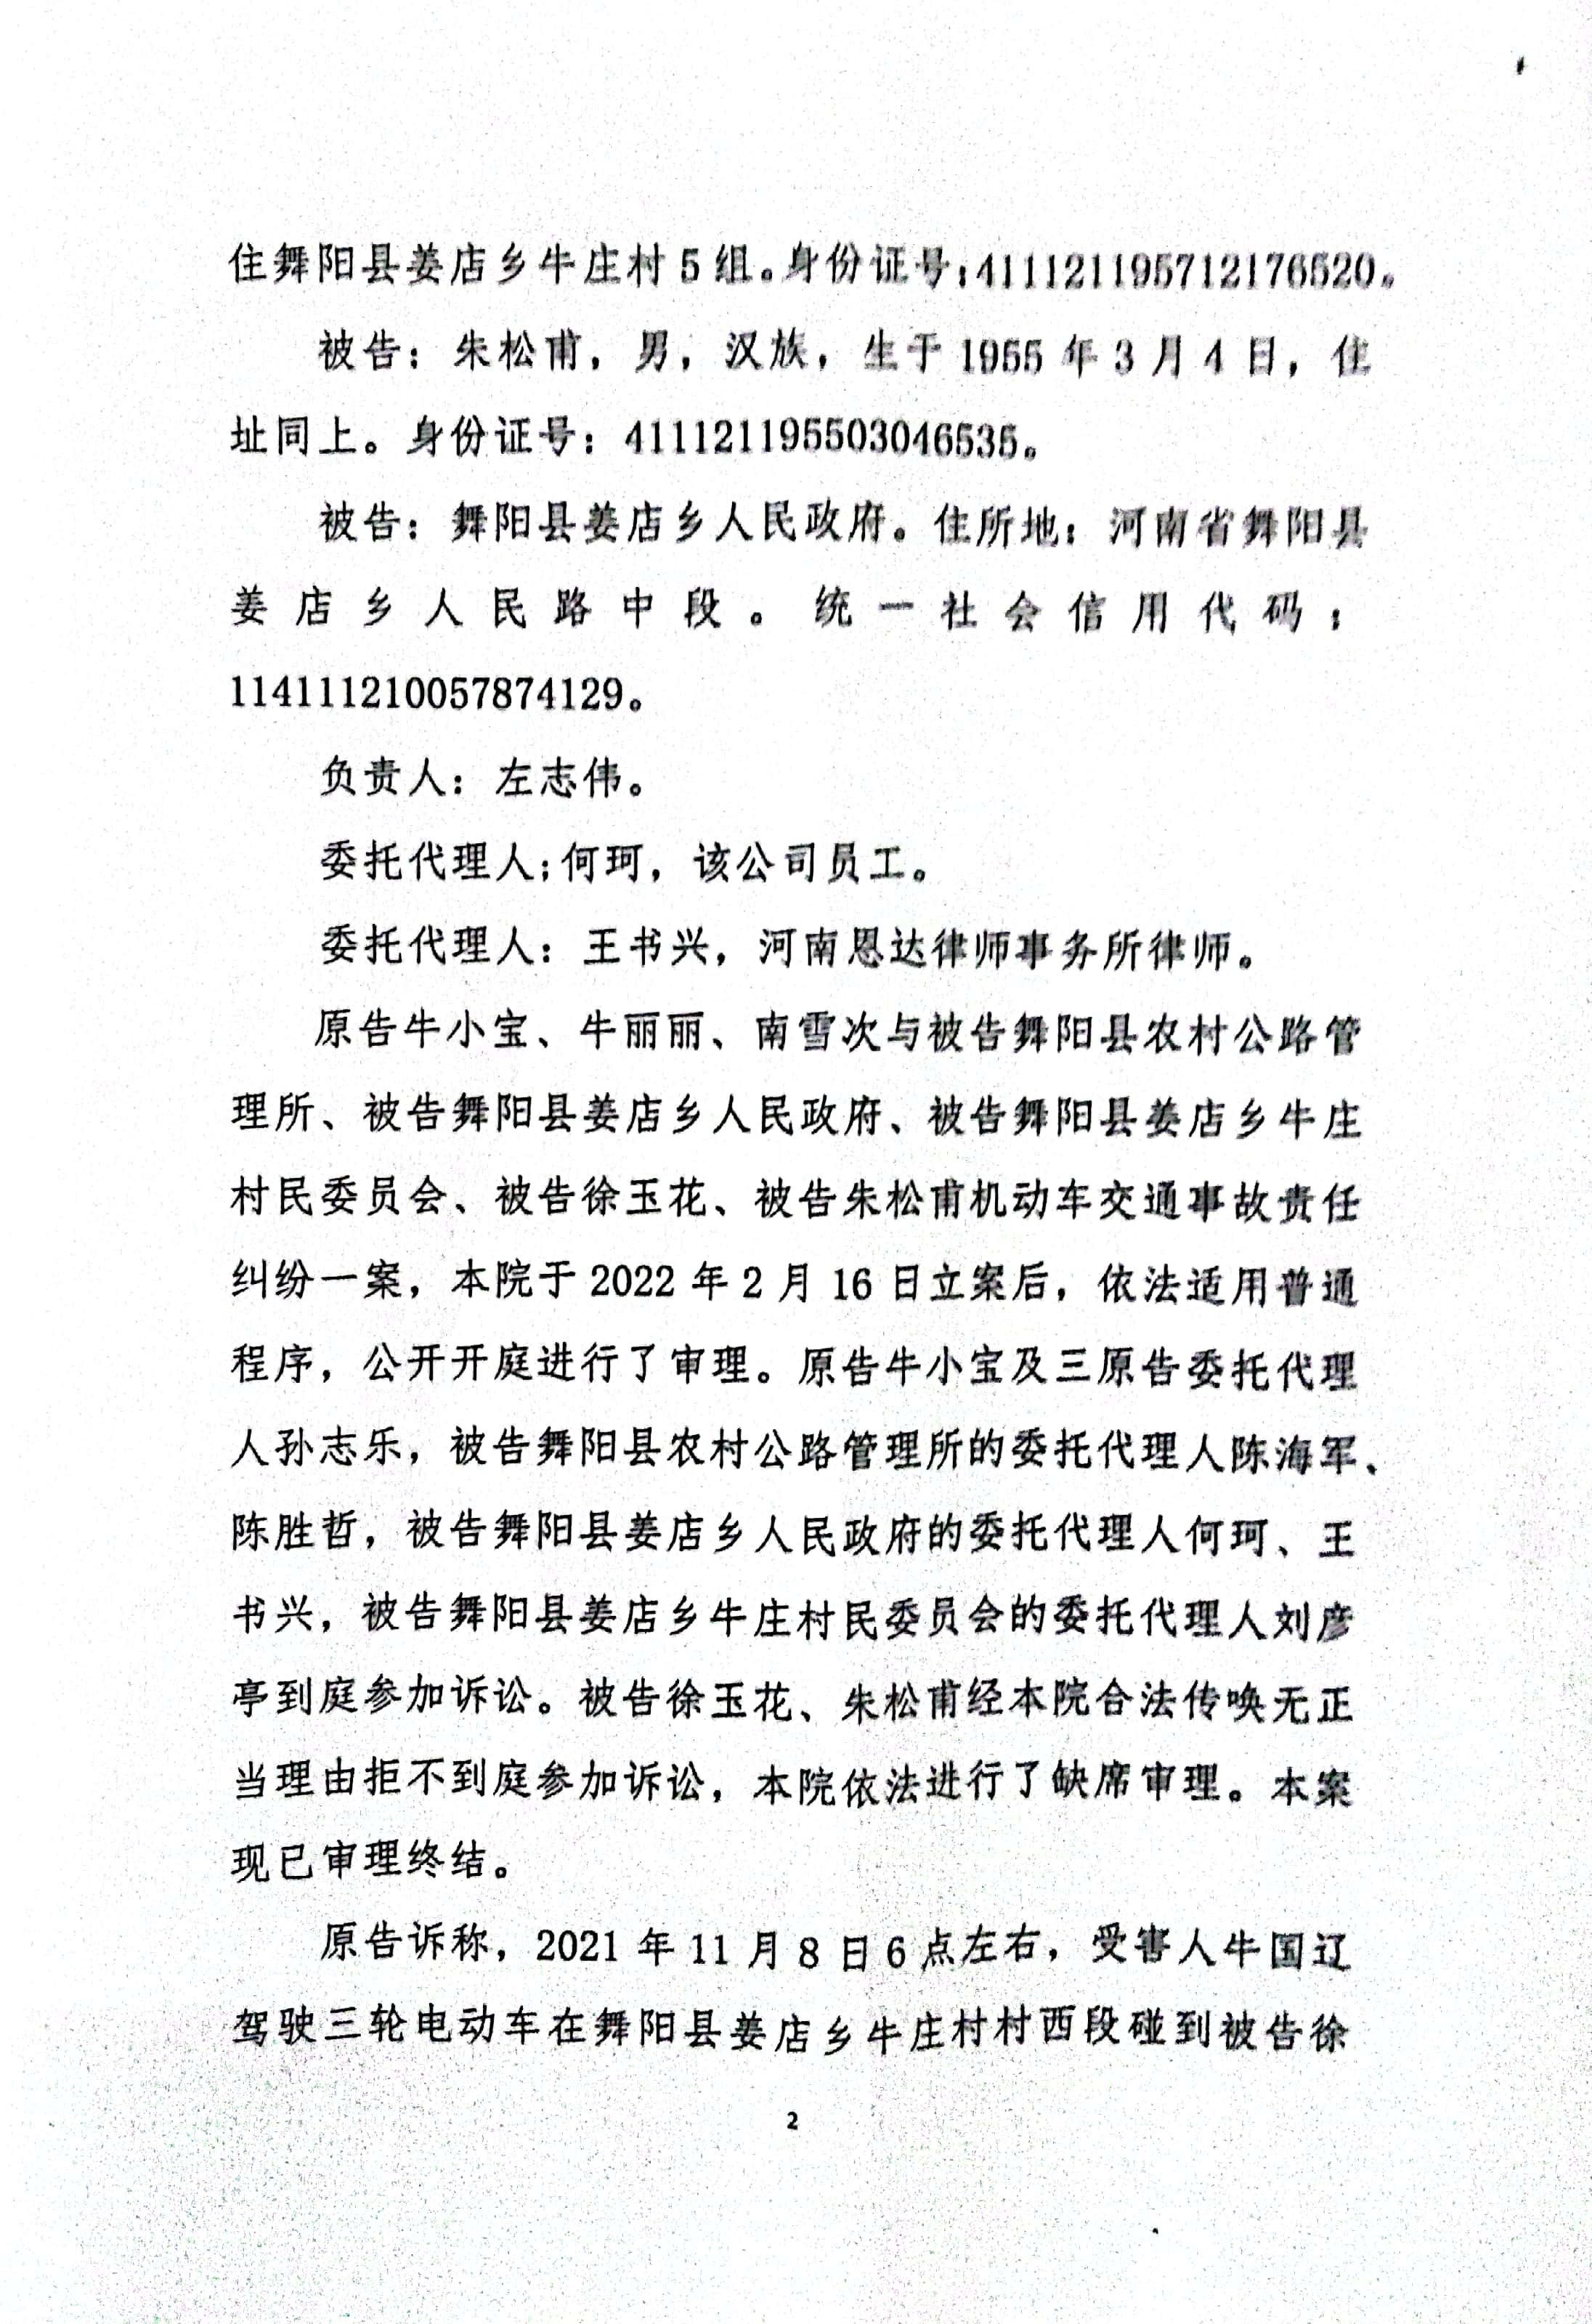 住舞阳县姜店乡牛庄村 5 组。身份证号:411121195712176520。
被告：朱松甫，男，汉族，生于 1955 年 3 月 4 日，住
址同上。身份证号：411121195503046535。
被告：舞阳县姜店乡人民政府。住所地：河南省舞阳县
姜店乡人民路中段。统一社会信用代码：
114111210057874129。
负责人：左志伟。
委托代理人;何珂，该公司员工。
委托代理人：王书兴，河南恩达律师事务所律师。
原告牛小宝、牛丽丽、南雪次与被告舞阳县农村公路管
理所、被告舞阳县姜店乡人民政府、被告舞阳县姜店乡牛庄
村民委员会、被告徐玉花、被告朱松甫机动车交通事故责任
纠纷一案，本院于 2022 年 2 月 16 日立案后，依法适用普通
程序，公开开庭进行了审理。原告牛小宝及三原告委托代理
人孙志乐，被告舞阳县农村公路管理所的委托代理人陈海军、
陈胜哲，被告舞阳县姜店乡人民政府的委托代理人何珂、王
书兴，被告舞阳县姜店乡牛庄村民委员会的委托代理人刘彦
亭到庭参加诉讼。被告徐玉花、朱松甫经本院合法传唤无正
当理由拒不到庭参加诉讼，本院依法进行了缺席审理。本案
现已审理终结。
原告诉称，2021 年 11 月 8 日 6 点左右，受害人牛国辽
驾驶三轮电动车在舞阳县姜店乡牛庄村村西段碰到被告徐
2